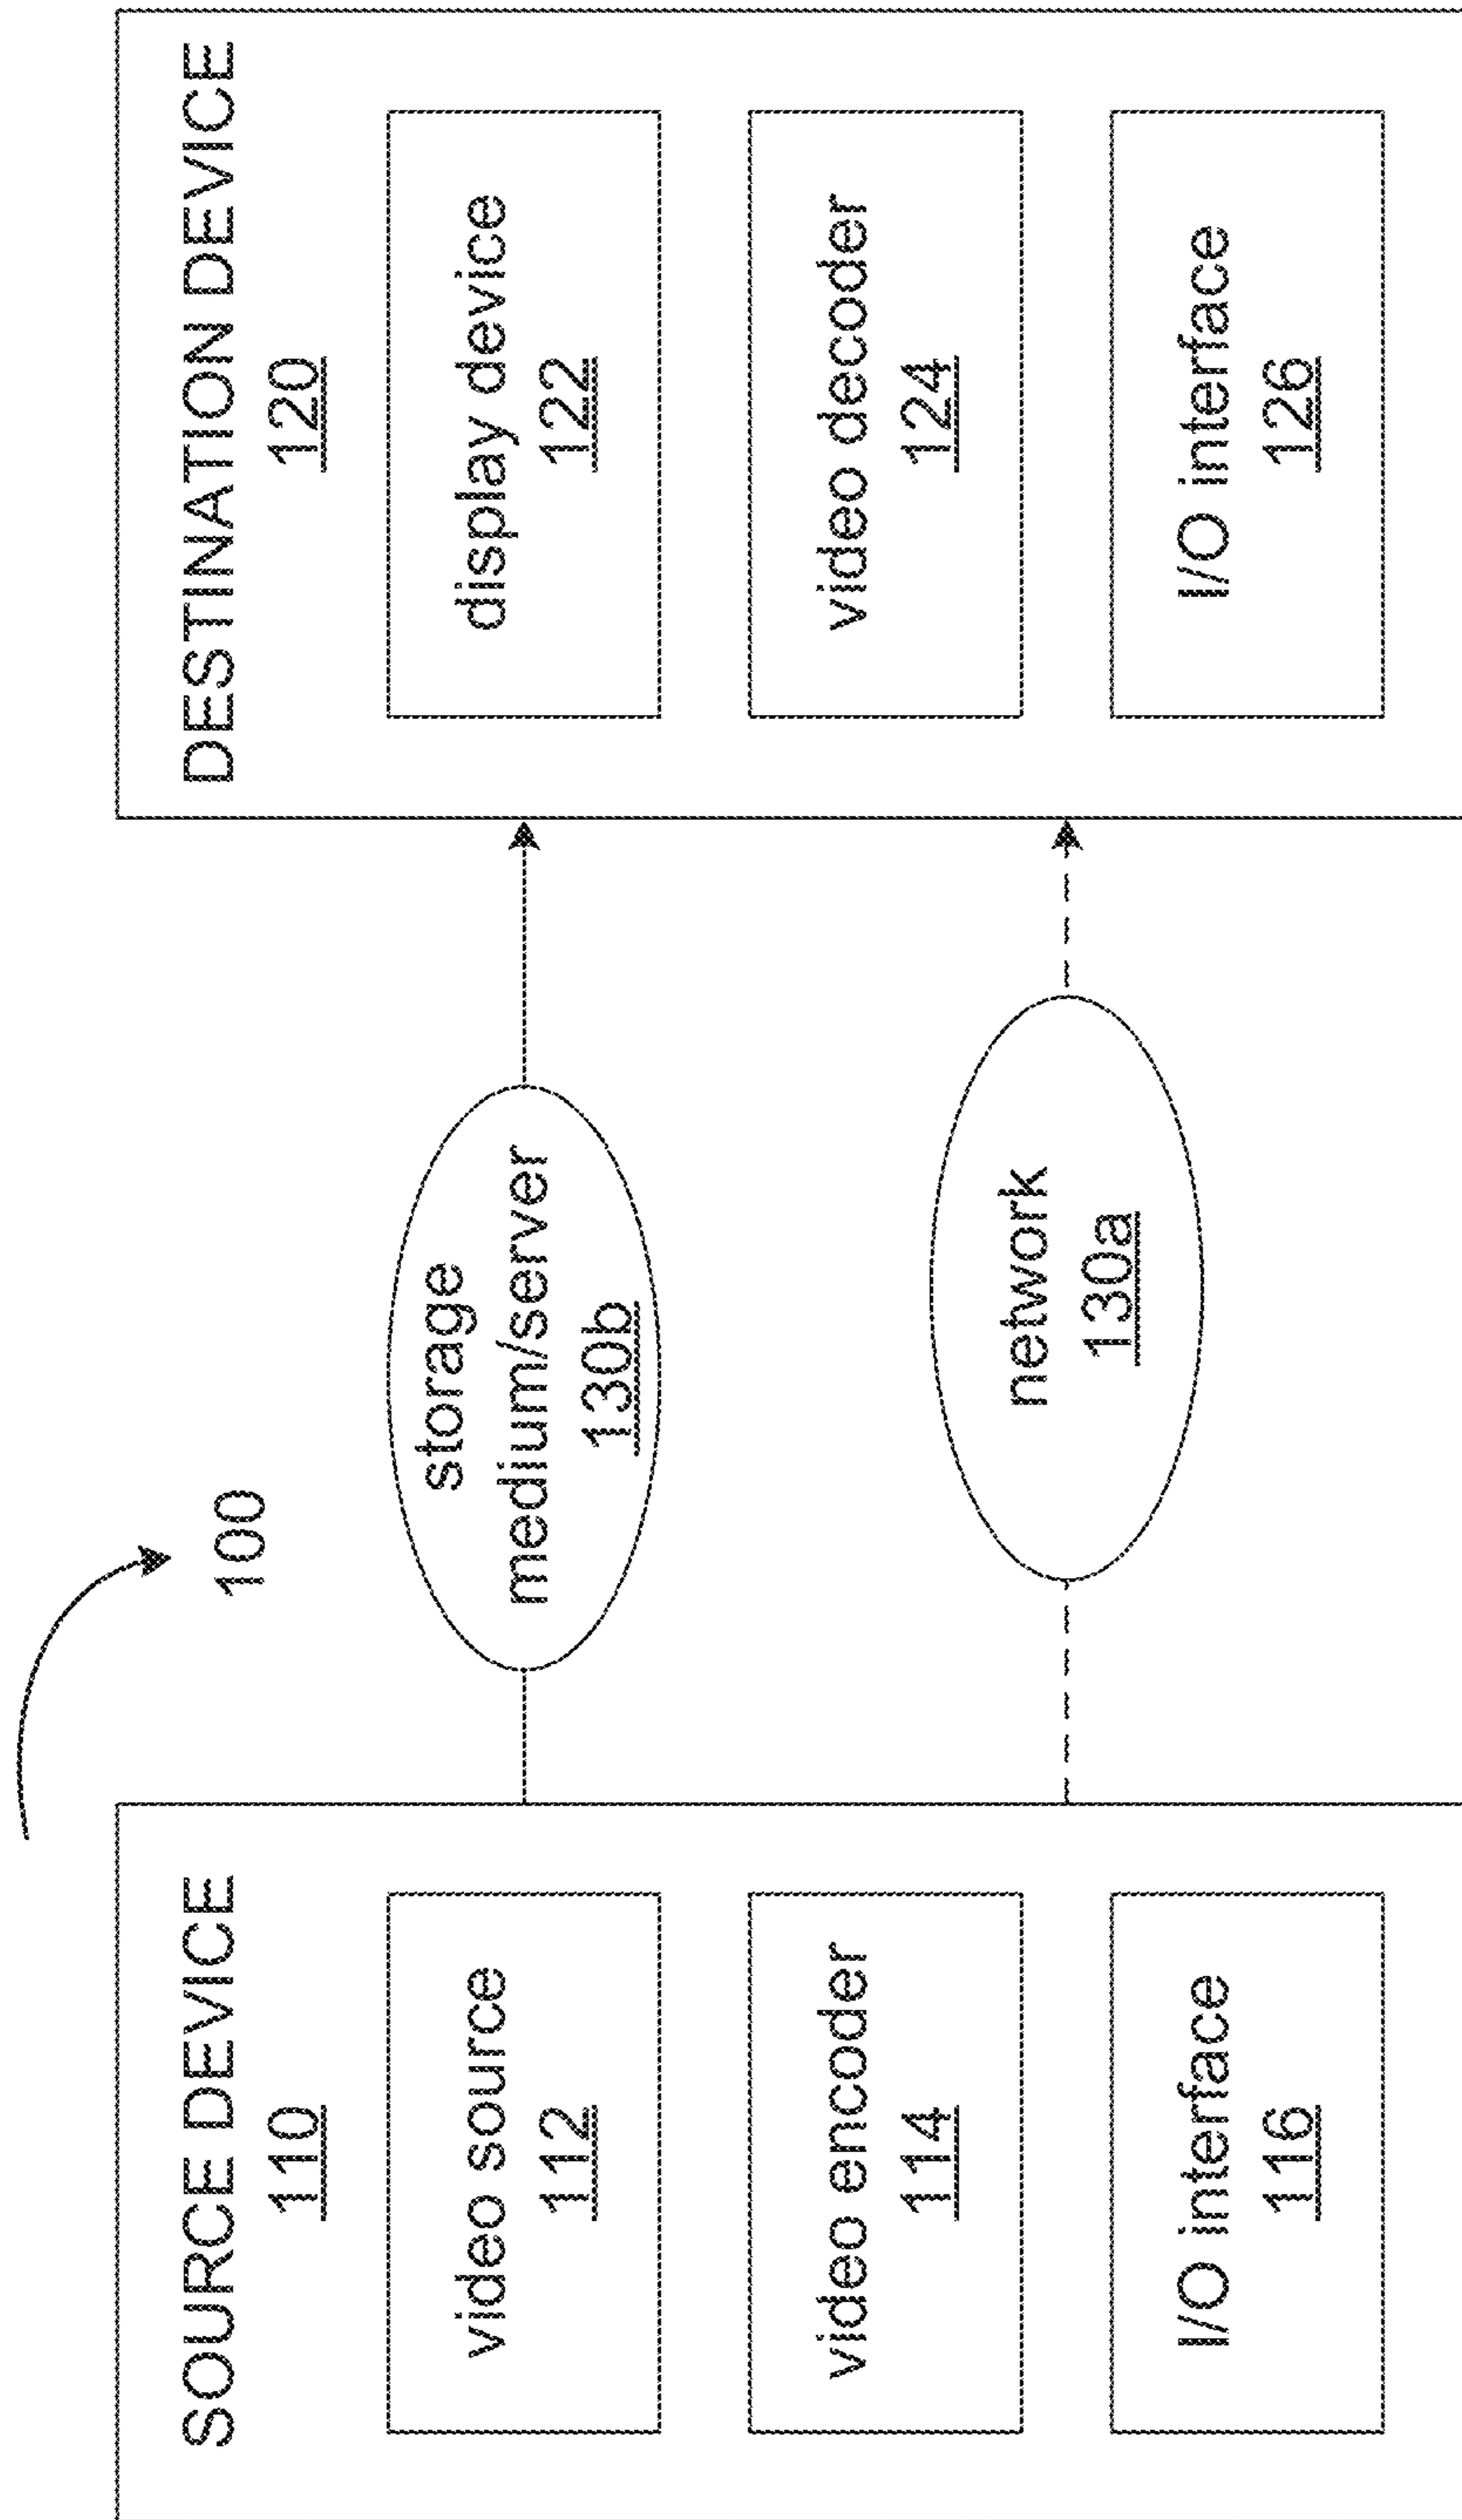 100
SOURCE DEVICE
110
video source
112
video encoder
114
I/O interface
116
storage
medium/server
130b
network
130a
DESTINATION DEVICE
120
display device
122
video decoder
124
I/O interface
126